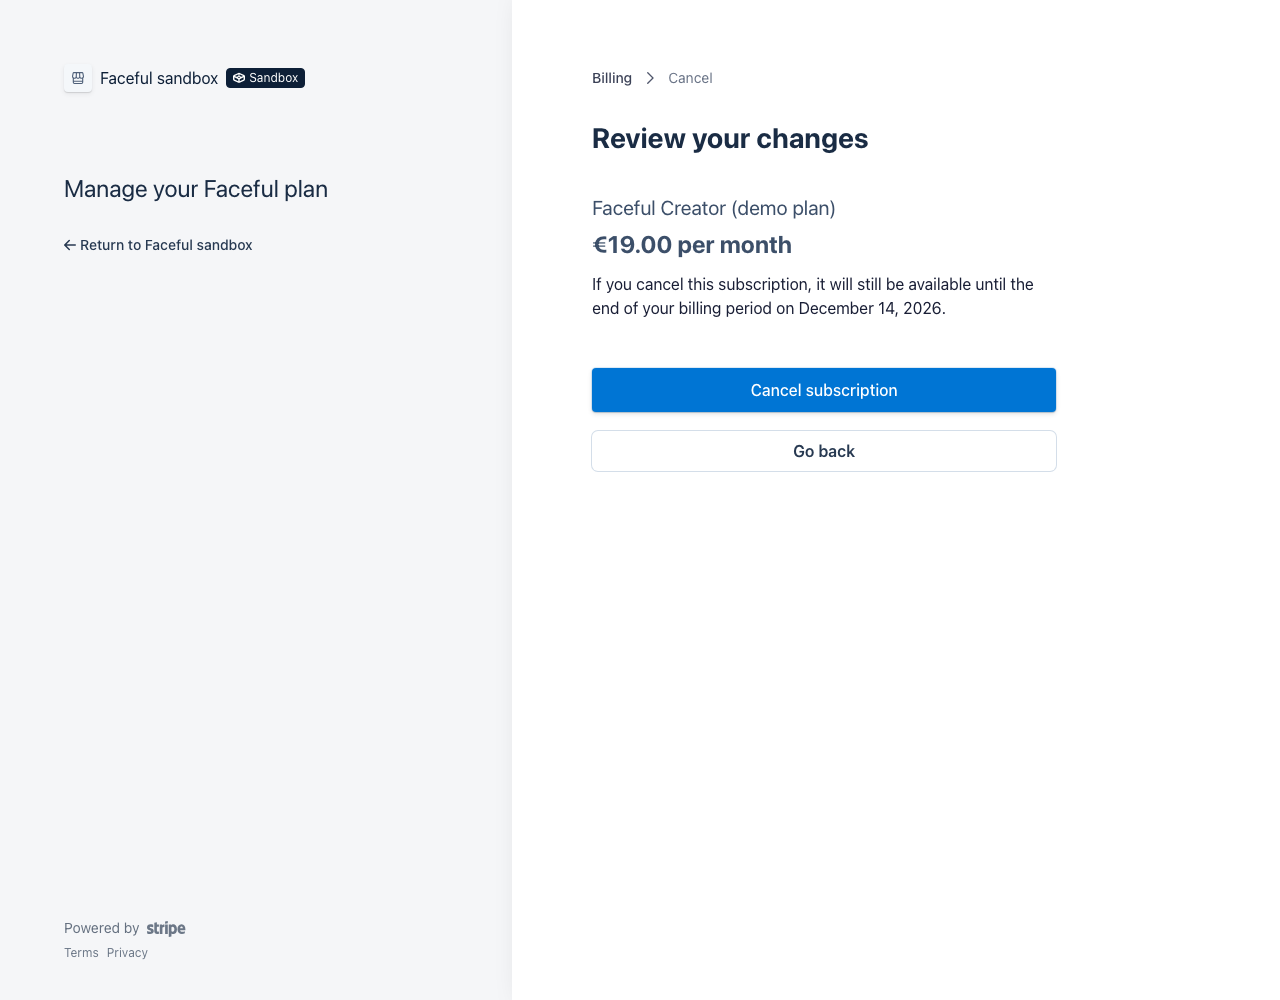 Faceful sandbox Sandbox
Manage your Faceful plan
Return to Faceful sandbox
Powered by stripe
Terms Privacy
Billing Cancel
Review your changes
Faceful Creator (demo plan)
€19.00 per month
If you cancel this subscription, it will still be available until the
end of your billing period on December 14, 2026.
Cancel subscription
Go back